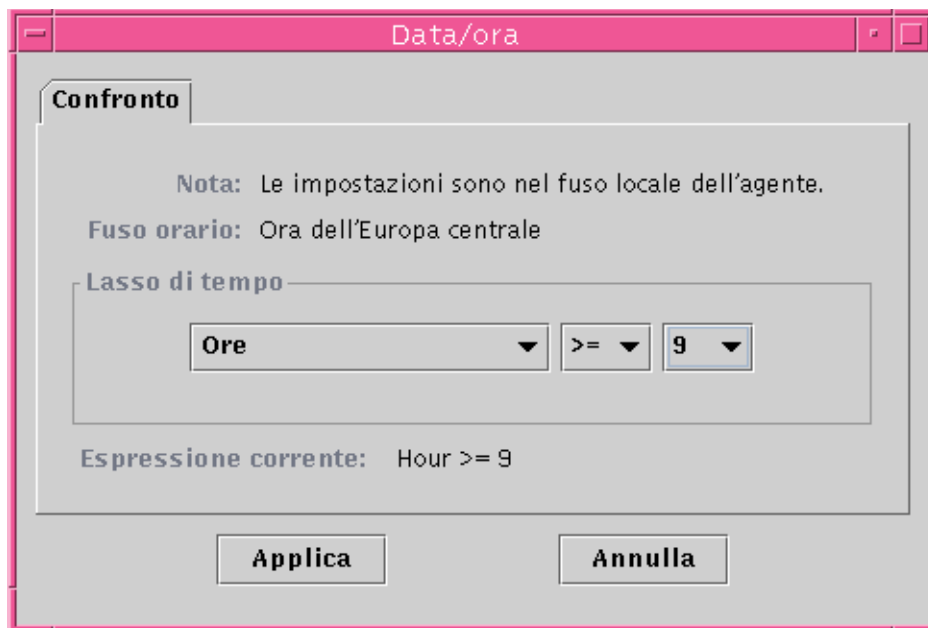 Data/ora
Confronto
Nota: Le impostazioni sono nel fuso locale dell'agente.
Fuso orario: Ora dell'Europa centrale
Lasso di tempo
Ore >= 9
Espressione corrente: Hour >= 9
Applica Annulla